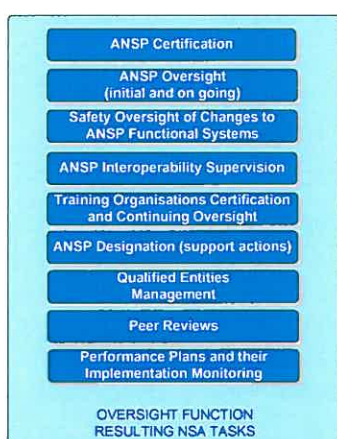 ANSP Certification
ANSP Oversight
(initial and on going)
Safety Oversight of Changes to
ANSP Functional Systems
ANSP Interoperability Supervision
Training Organisations Certification
and Continuing Oversight
ANSP Designation (support actions)
Qualified Entities
Management
Peer Reviews
Performance Plans and their
Implementation Monitoring
OVERSIGHT FUNCTION
RESULTING NSA TASKS